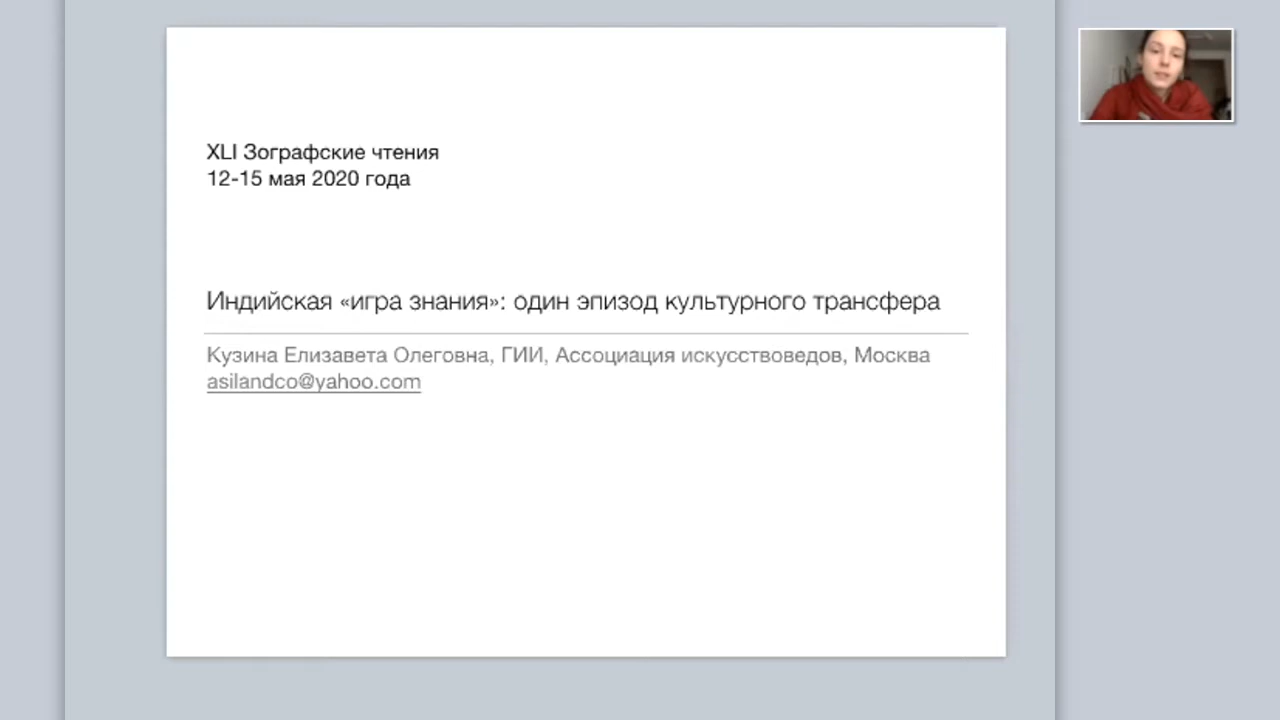 XLI Зографские чтения
12-15 мая 2020 года
Индийская «игра знания»: один эпизод культурного трансфера
Кузина Елизавета Олеговна, ГИИ, Ассоциация искусствоведов, Москва
asilandco@yahoo.com